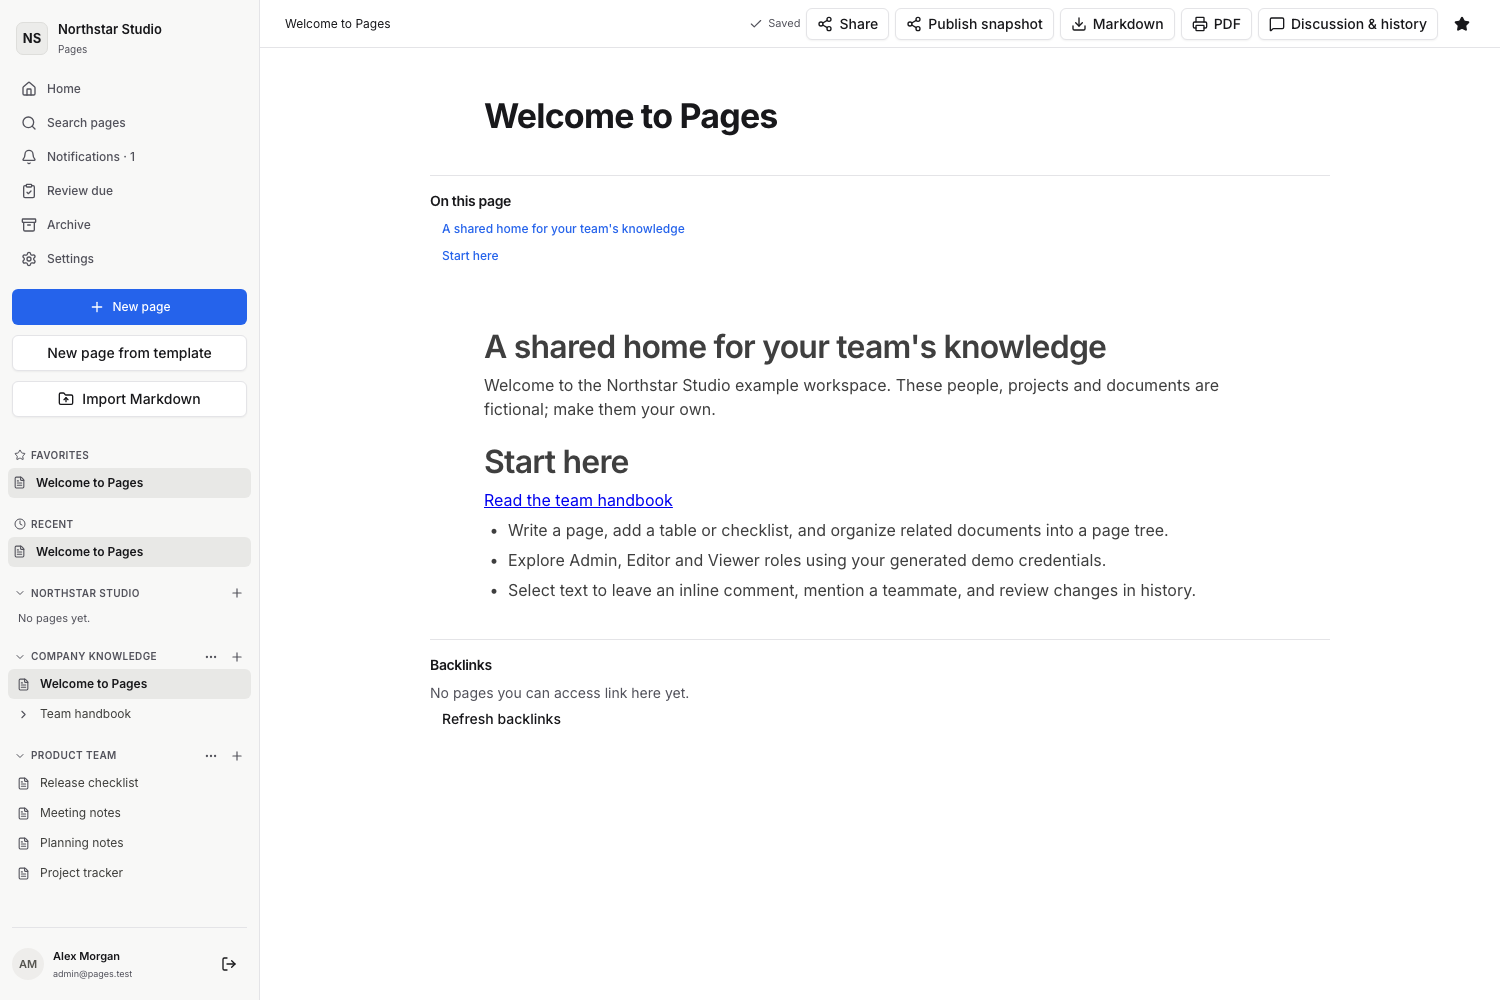 NS
Northstar Studio
Pages
Home
Search pages
Notifications · 1
Review due
Archive
Settings
New page
New page from template
Import Markdown
FAVORITES
Welcome to Pages
RECENT
Welcome to Pages
NORTHSTAR STUDIO
No pages yet.
COMPANY KNOWLEDGE
Welcome to Pages
Team handbook
PRODUCT TEAM
Release checklist
Meeting notes
Planning notes
Project tracker
AM
Alex Morgan
admin@pages.test
Welcome to Pages
Saved
Share
Publish snapshot
Markdown
PDF
Discussion & history
Welcome to Pages
On this page
A shared home for your team's knowledge
Start here
A shared home for your team's knowledge
Welcome to the Northstar Studio example workspace. These people, projects and documents are
fictional; make them your own.
Start here
Read the team handbook
• Write a page, add a table or checklist, and organize related documents into a page tree.
• Explore Admin, Editor and Viewer roles using your generated demo credentials.
• Select text to leave an inline comment, mention a teammate, and review changes in history.
Backlinks
No pages you can access link here yet.
Refresh backlinks